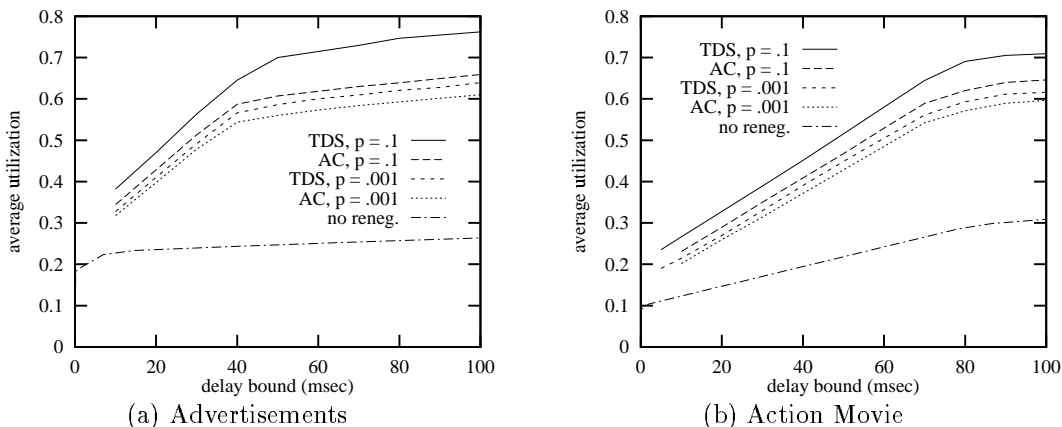 0.8
0.7
0.6
0.5
0.4
0.3
0.2
0.1
0
average utilization
TDS, p = .1
AC, p = .1
TDS, p = .001
AC, p = .001
no reneg.
0 20 40 60 80 100
delay bound (msec)
(a) Advertisements
0.8
0.7
0.6
0.5
0.4
0.3
0.2
0.1
0
average utilization
TDS, p = .1
AC, p = .1
TDS, p = .001
AC, p = .001
no reneg.
0 20 40 60 80 100
delay bound (msec)
(b) Action Movie